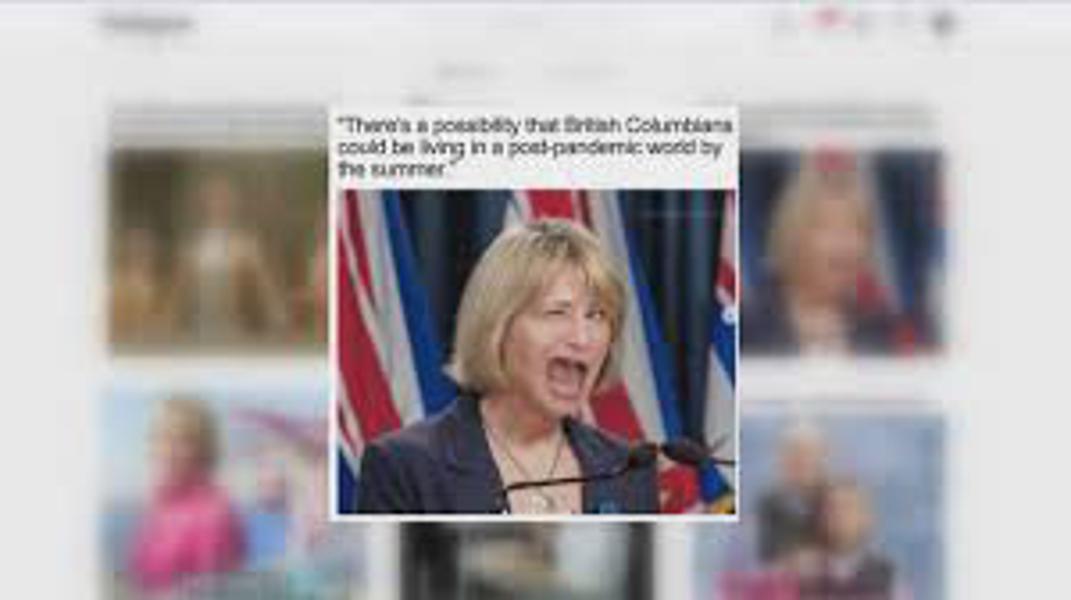 "There's a possibility that British Columbians
could be living in a post-pandemic world by
the summer."